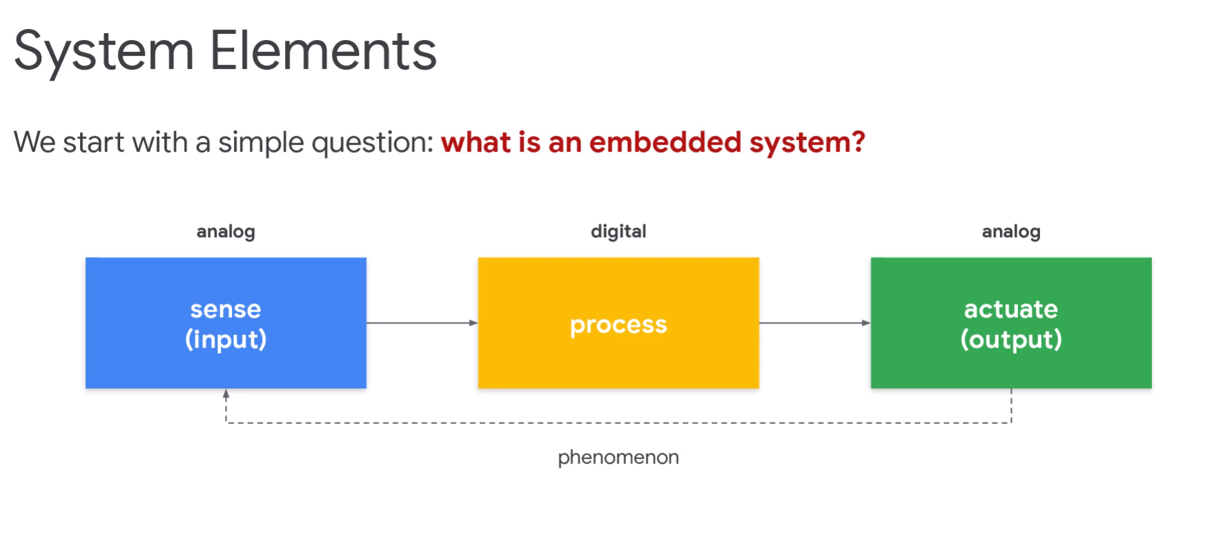 System Elements
We start with a simple question: what is an embedded system?
analog
digital
analog
sense
(input)
process
actuate
(output)
phenomenon